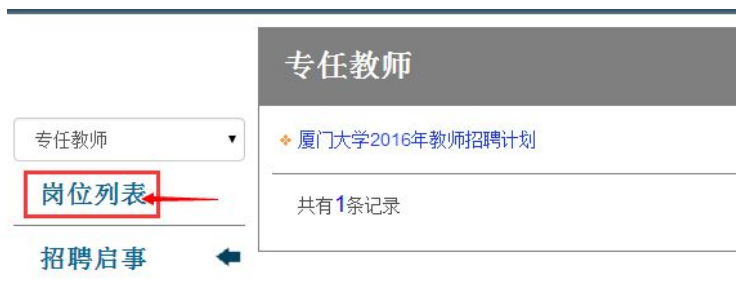 专任教师
专任教师
厦门大学2016年教师招聘计划
岗位列表
共有1条记录
招聘启事